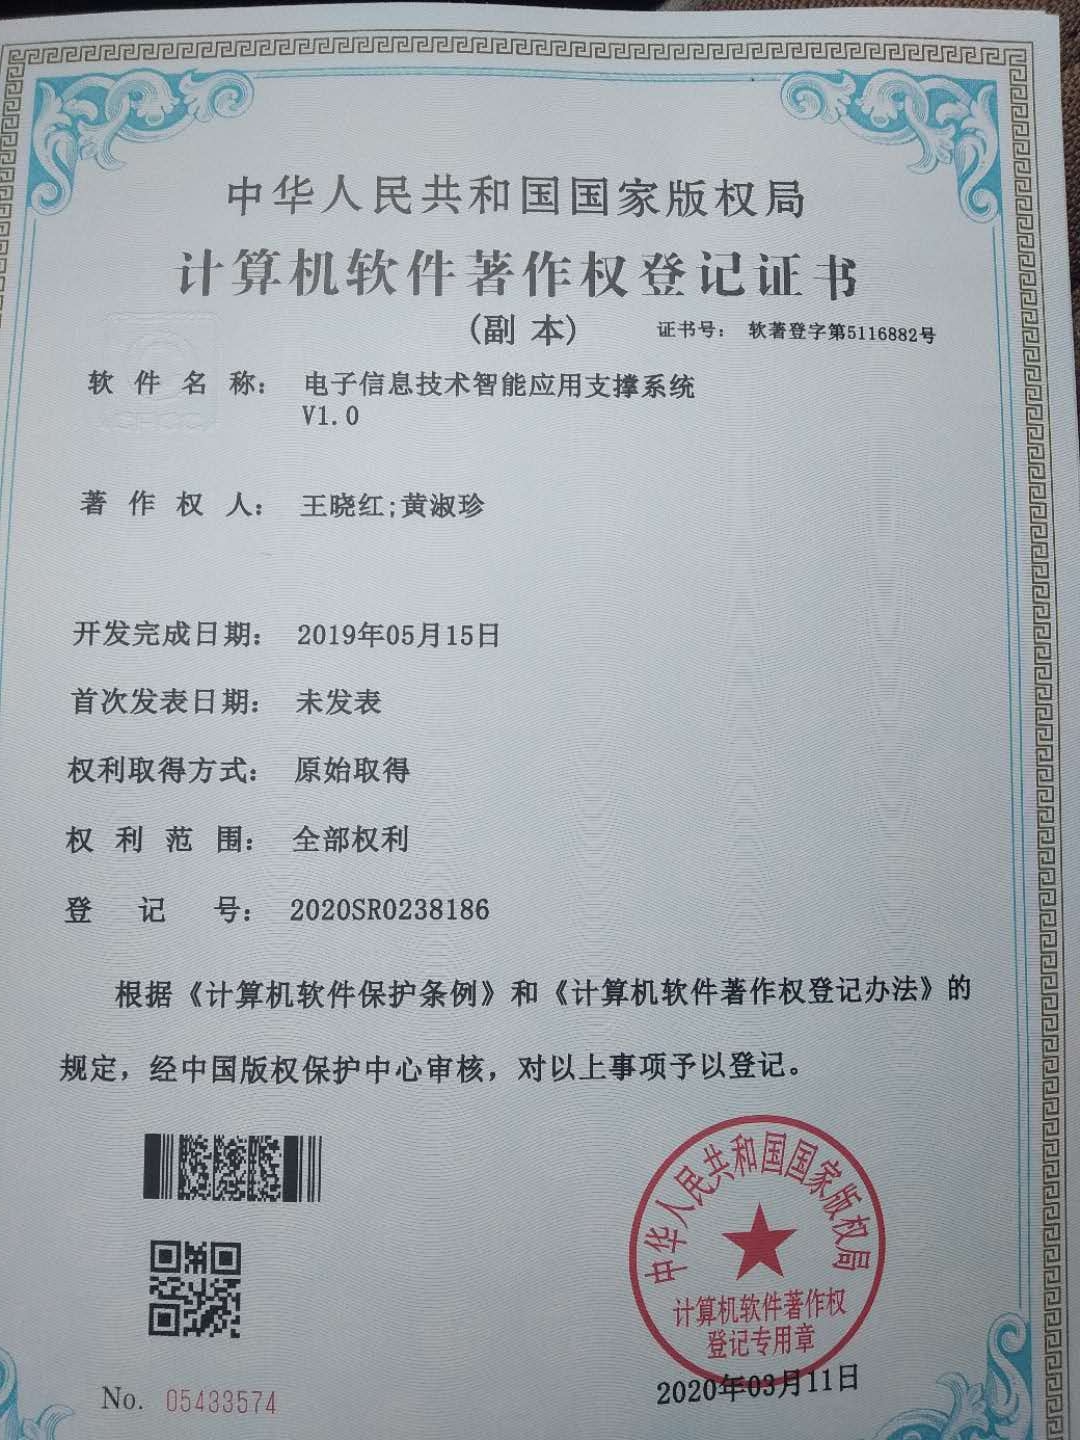 中华人民共和国国家版权局
计算机软件著作权登记证书
(副本)
证书号： 软著登字第5116882号
软件名称： 电子信息技术智能应用支撑系统
V1.0
著作权人： 王晓红;黄淑珍
开发完成日期： 2019年05月15日
首次发表日期： 未发表
权利取得方式： 原始取得
权利范围： 全部权利
登记号： 2020SR0238186
根据《计算机软件保护条例》和《计算机软件著作权登记办法》的
规定，经中国版权保护中心审核，对以上事项予以登记。
中华人民共和国国家版权局
计算机软件著作权
登记专用章
2020年03月11日
No. 05433574